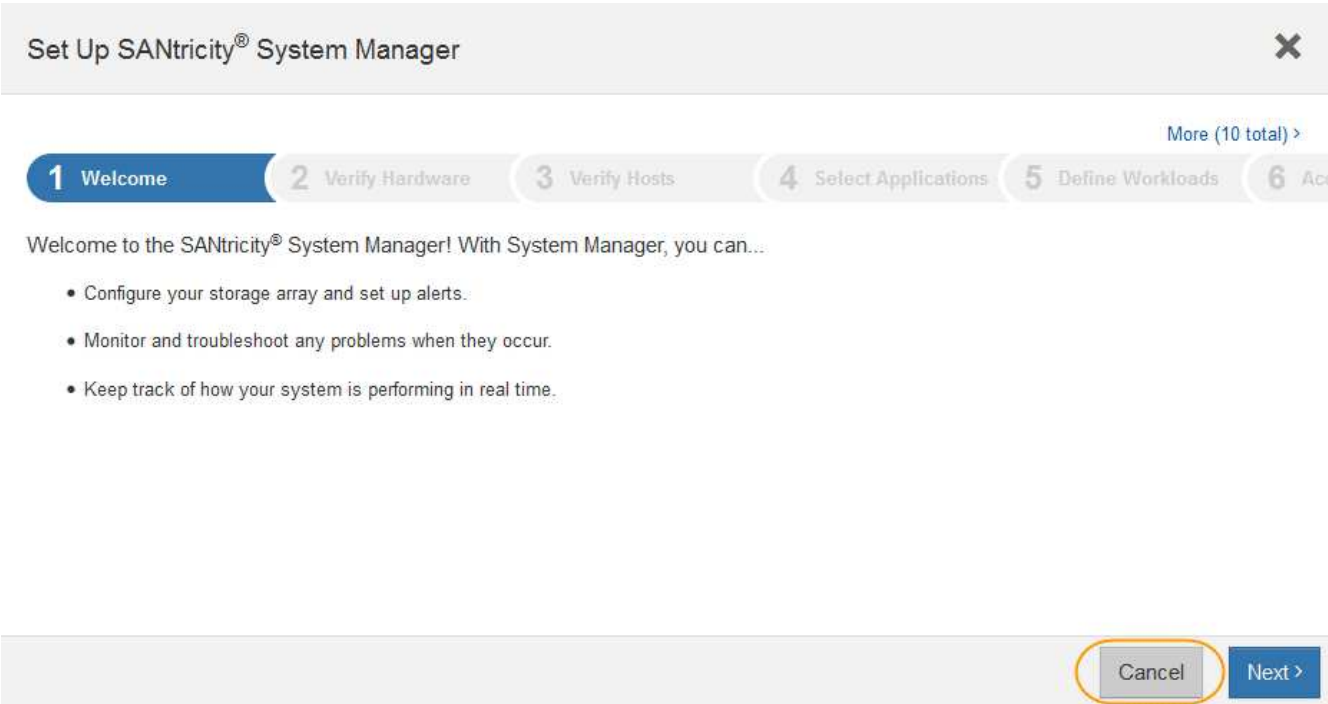 Set Up SANtricity® System Manager
More (10 total) >
1 Welcome 2 Verify Hardware 3 Verify Hosts 4 Select Applications 5 Define Workloads 6
Welcome to the SANtricity® System Manager! With System Manager, you can...
• Configure your storage array and set up alerts.
• Monitor and troubleshoot any problems when they occur.
• Keep track of how your system is performing in real time.
Cancel Next >